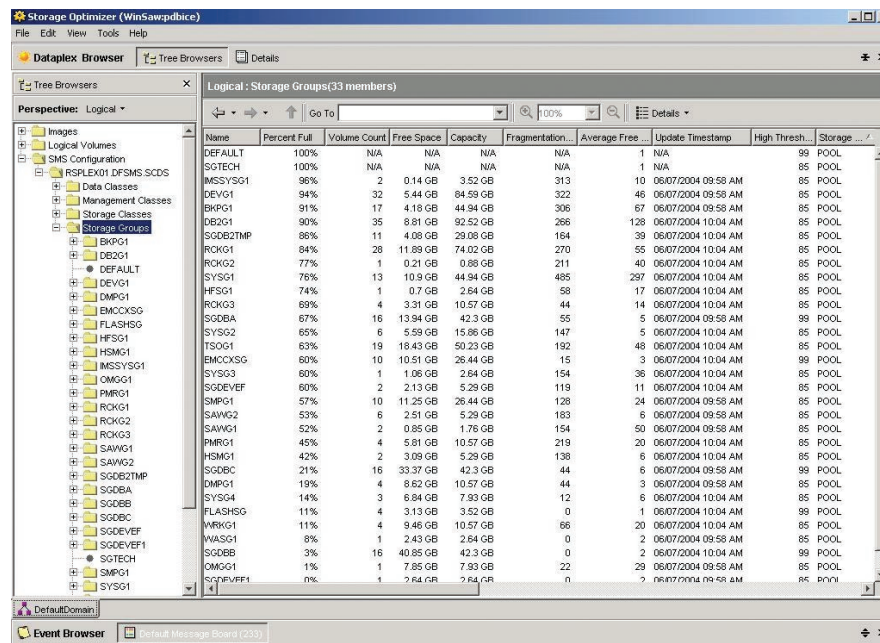 Storage Optimizer (WinSaw:pdbice)
File Edit View Tools Help
Dataplex Browser Tree Browsers Details
Tree Browsers
Perspective: Logical
Images
Logical Volumes
SMS Configuration
RSPLEX01.DFSMS.SCDS
Data Classes
Management Classes
Storage Classes
Storage Groups
BKPG1
DB2G1
DEFAULT
DEVG1
DMPG1
EMCCXSG
FLASHSG
HFSG1
HSMG1
IMSSYSG1
OMGG1
PMRG1
RCKG1
RCKG2
RCKG3
SAWG1
SAWG2
SGDB2TMP
SGDBA
SGDBB
SGDBC
SGDEVEF
SGDEVEF1
SGTECH
SMPG1
SYSG1
Logical : Storage Groups(33 members)
Go To 100% Details
Name Percent Full Volume Count Free Space Capacity Fragmentation... Average Free ... Update Timestamp High Thresh... Storage ...
DEFAULT 100% N/A N/A N/A N/A 1 N/A 99 POOL
SGTECH 100% N/A N/A N/A N/A 1 N/A 85 POOL
IMSSYSG1 96% 2 0.14 GB 3.52 GB 313 10 06/07/2004 09:58 AM 85 POOL
DEVG1 94% 32 5.44 GB 84.59 GB 322 46 06/07/2004 09:58 AM 85 POOL
BKPG1 91% 17 4.18 GB 44.94 GB 306 67 06/07/2004 09:58 AM 85 POOL
DB2G1 90% 35 8.81 GB 92.52 GB 266 128 06/07/2004 10:04 AM 85 POOL
SGDB2TMP 86% 11 4.08 GB 29.08 GB 164 39 06/07/2004 10:04 AM 85 POOL
RCKG1 84% 28 11.89 GB 74.02 GB 270 55 06/07/2004 10:04 AM 85 POOL
RCKG2 77% 1 0.21 GB 0.88 GB 211 40 06/07/2004 10:04 AM 85 POOL
SYSG1 76% 13 10.9 GB 44.94 GB 485 297 06/07/2004 10:04 AM 85 POOL
HFSG1 74% 1 0.7 GB 2.64 GB 58 17 06/07/2004 10:04 AM 85 POOL
RCKG3 69% 4 3.31 GB 10.57 GB 44 14 06/07/2004 10:04 AM 85 POOL
SGDBA 67% 16 13.94 GB 42.3 GB 55 5 06/07/2004 09:58 AM 99 POOL
SYSG2 65% 6 5.59 GB 15.86 GB 147 5 06/07/2004 10:04 AM 85 POOL
TSOG1 63% 19 18.43 GB 50.23 GB 192 48 06/07/2004 10:04 AM 85 POOL
EMCCXSG 60% 10 10.51 GB 26.44 GB 15 3 06/07/2004 10:04 AM 99 POOL
SYSG3 60% 1 1.06 GB 2.64 GB 154 36 06/07/2004 10:04 AM 85 POOL
SGDEVEF 60% 2 2.13 GB 5.29 GB 119 11 06/07/2004 09:58 AM 85 POOL
SMPG1 57% 10 11.25 GB 26.44 GB 128 24 06/07/2004 09:58 AM 85 POOL
SAWG2 53% 6 2.51 GB 5.29 GB 183 6 06/07/2004 09:58 AM 85 POOL
SAWG1 52% 2 0.85 GB 1.76 GB 154 50 06/07/2004 09:58 AM 85 POOL
PMRG1 45% 4 5.81 GB 10.57 GB 219 20 06/07/2004 10:04 AM 85 POOL
HSMG1 42% 2 3.09 GB 5.29 GB 138 6 06/07/2004 10:04 AM 85 POOL
SGDBC 21% 16 33.37 GB 42.3 GB 44 6 06/07/2004 09:58 AM 99 POOL
DMPG1 19% 4 8.62 GB 10.57 GB 44 3 06/07/2004 09:58 AM 85 POOL
SYSG4 14% 3 6.84 GB 7.93 GB 12 6 06/07/2004 10:04 AM 85 POOL
FLASHSG 11% 4 3.13 GB 3.52 GB 0 1 06/07/2004 09:58 AM 99 POOL
WRKG1 11% 4 9.46 GB 10.57 GB 66 20 06/07/2004 10:04 AM 85 POOL
WASG1 8% 1 2.43 GB 2.64 GB 0 2 06/07/2004 09:58 AM 85 POOL
SGDBB 3% 16 40.85 GB 42.3 GB 0 2 06/07/2004 09:58 AM 99 POOL
OMGG1 1% 1 7.85 GB 7.93 GB 22 29 06/07/2004 09:58 AM 85 POOL
SGDEVEF1 0% 1 2.64 GB 2.64 GB 0 2 06/07/2004 09:58 AM 85 POOL
DefaultDomain
Event Browser Default Message Board (233)